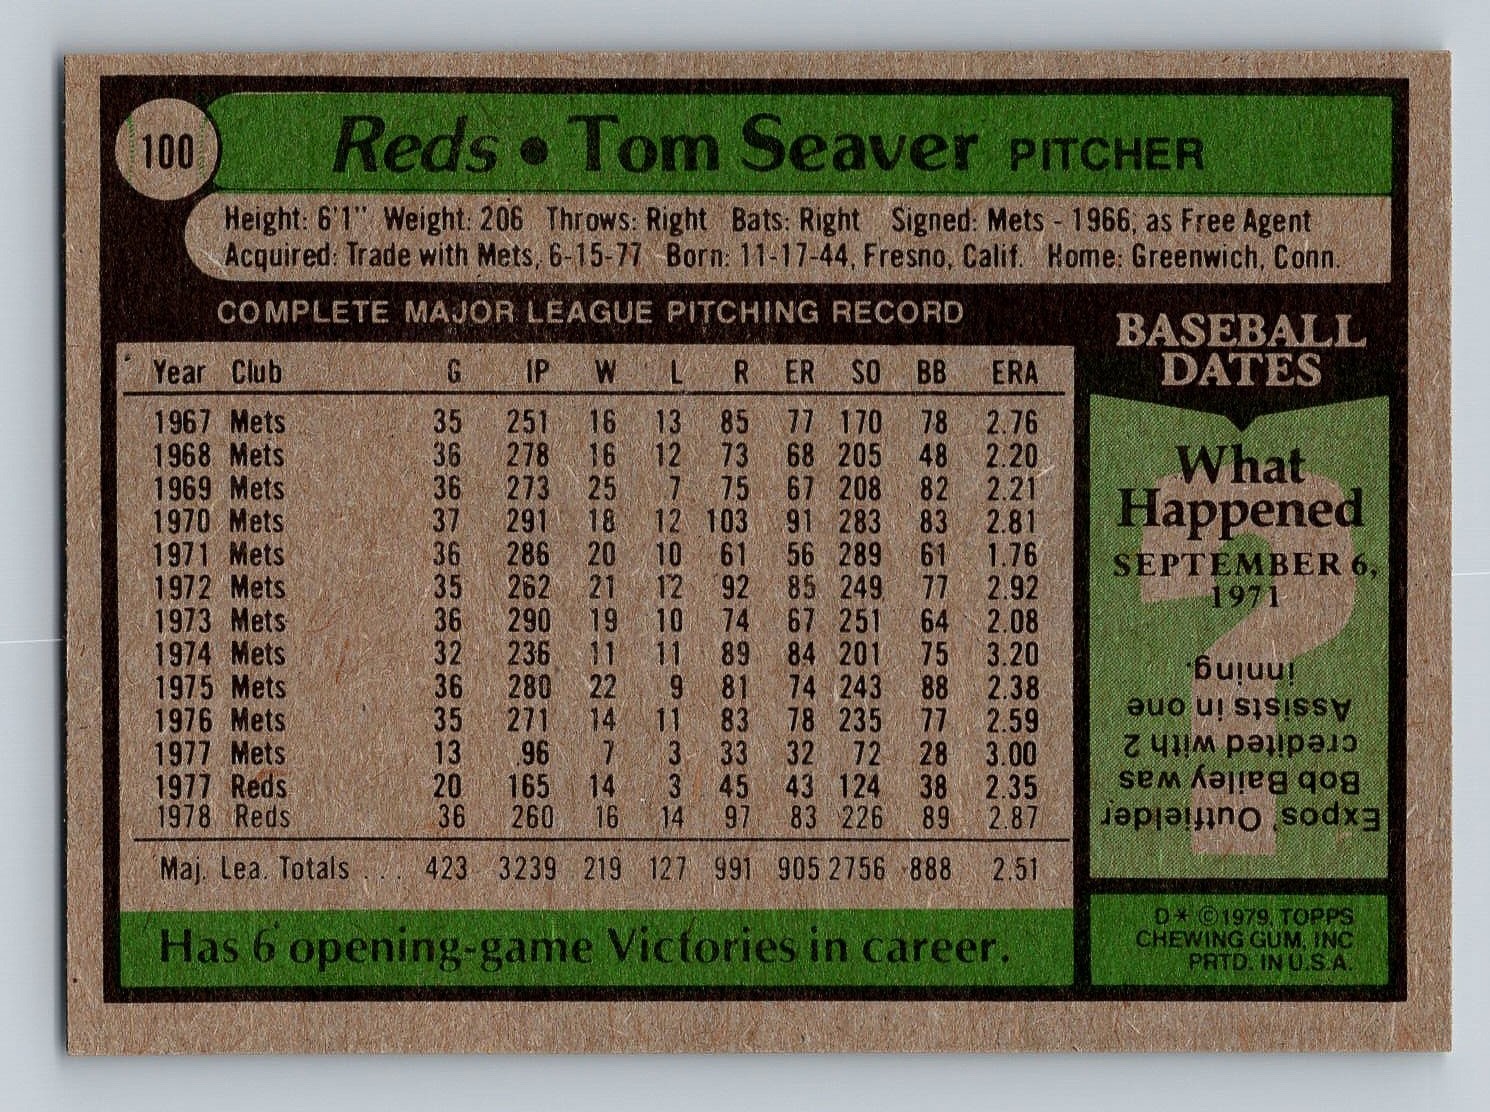 100
Reds • Tom Seaver PITCHER
Height: 6'1" Weight: 206 Throws: Right Bats: Right Signed: Mets - 1966, as Free Agent
Acquired: Trade with Mets, 6-15-77 Born: 11-17-44, Fresno, Calif. Home: Greenwich, Conn.
COMPLETE MAJOR LEAGUE PITCHING RECORD
Year Club G IP W L R ER SO BB ERA
1967 Mets 35 251 16 13 85 77 170 78 2.76
1968 Mets 36 278 16 12 73 68 205 48 2.20
1969 Mets 36 273 25 7 75 67 208 82 2.21
1970 Mets 37 291 18 12 103 91 283 83 2.81
1971 Mets 36 286 20 10 61 56 289 61 1.76
1972 Mets 35 262 21 12 92 85 249 77 2.92
1973 Mets 36 290 19 10 74 67 251 64 2.08
1974 Mets 32 236 11 11 89 84 201 75 3.20
1975 Mets 36 280 22 9 81 74 243 88 2.38
1976 Mets 35 271 14 11 83 78 235 77 2.59
1977 Mets 13 96 7 3 33 32 72 28 3.00
1977 Reds 20 165 14 3 45 43 124 38 2.35
1978 Reds 36 260 16 14 97 83 226 89 2.87
Maj. Lea. Totals . . . 423 3239 219 127 991 905 2756 888 2.51
Has 6 opening-game Victories in career.
BASEBALL
DATES
What
Happened
SEPTEMBER 6,
1971
?
Expos' Outfielder
Bob Bailey was
credited with 2
Assists in one
inning.
D* ©1979, TOPPS
CHEWING GUM, INC
PRTD. IN U.S.A.